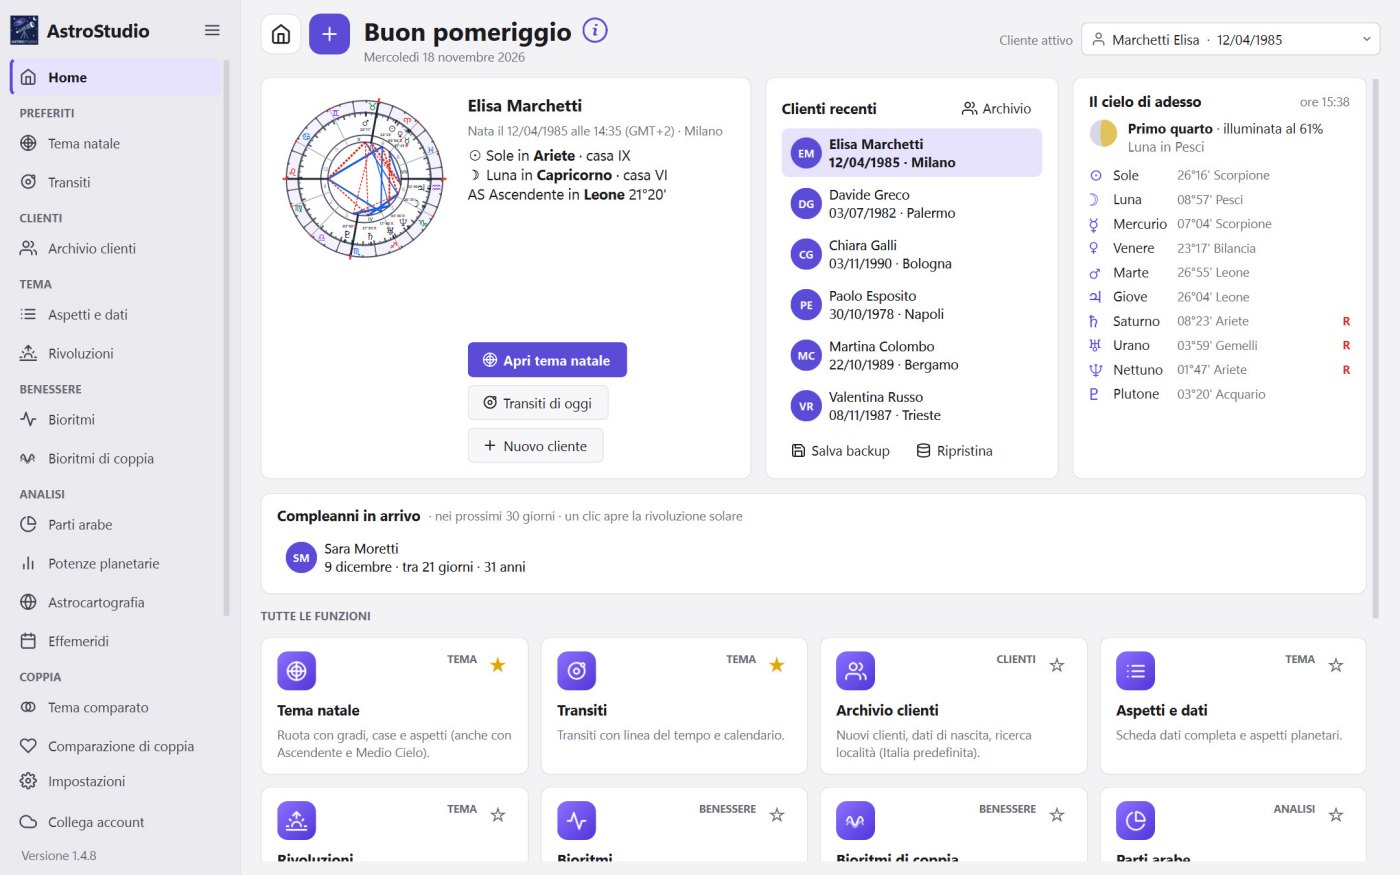 AstroStudio
Home
PREFERITI
Tema natale
Transiti
CLIENTI
Archivio clienti
TEMA
Aspetti e dati
Rivoluzioni
BENESSERE
Bioritmi
Bioritmi di coppia
ANALISI
Parti arabe
Potenze planetarie
Astrocartografia
Effemeridi
COPPIA
Tema comparato
Comparazione di coppia
Impostazioni
Collega account
Versione 1.4.8
Buon pomeriggio
Mercoledì 18 novembre 2026
Cliente attivo
Marchetti Elisa · 12/04/1985
Elisa Marchetti
Nata il 12/04/1985 alle 14:35 (GMT+2) · Milano
☉ Sole in Ariete · casa IX
☽ Luna in Capricorno · casa VI
AS Ascendente in Leone 21°20'
Apri tema natale
Transiti di oggi
Nuovo cliente
Clienti recenti
Archivio
EM
Elisa Marchetti
12/04/1985 · Milano
DG
Davide Greco
03/07/1982 · Palermo
CG
Chiara Galli
03/11/1990 · Bologna
PE
Paolo Esposito
30/10/1978 · Napoli
MC
Martina Colombo
22/10/1989 · Bergamo
VR
Valentina Russo
08/11/1987 · Trieste
Salva backup
Ripristina
Il cielo di adesso
ore 15:38
Primo quarto · illuminata al 61%
Luna in Pesci
☉ Sole 26°16' Scorpione
☽ Luna 08°57' Pesci
☿ Mercurio 07°04' Scorpione
♀ Venere 23°17' Bilancia
♂ Marte 26°55' Leone
♃ Giove 26°04' Leone
♄ Saturno 08°23' Ariete R
♅ Urano 03°59' Gemelli R
♆ Nettuno 01°47' Ariete R
♇ Plutone 03°20' Acquario
Compleanni in arrivo · nei prossimi 30 giorni · un clic apre la rivoluzione solare
SM
Sara Moretti
9 dicembre · tra 21 giorni · 31 anni
TUTTE LE FUNZIONI
TEMA
Tema natale
Ruota con gradi, case e aspetti (anche con
Ascendente e Medio Cielo).
TEMA
Transiti
Transiti con linea del tempo e calendario.
CLIENTI
Archivio clienti
Nuovi clienti, dati di nascita, ricerca
località (Italia predefinita).
TEMA
Aspetti e dati
Scheda dati completa e aspetti planetari.
TEMA
Rivoluzioni
BENESSERE
Bioritmi
BENESSERE
Bioritmi di coppia
ANALISI
Parti arabe